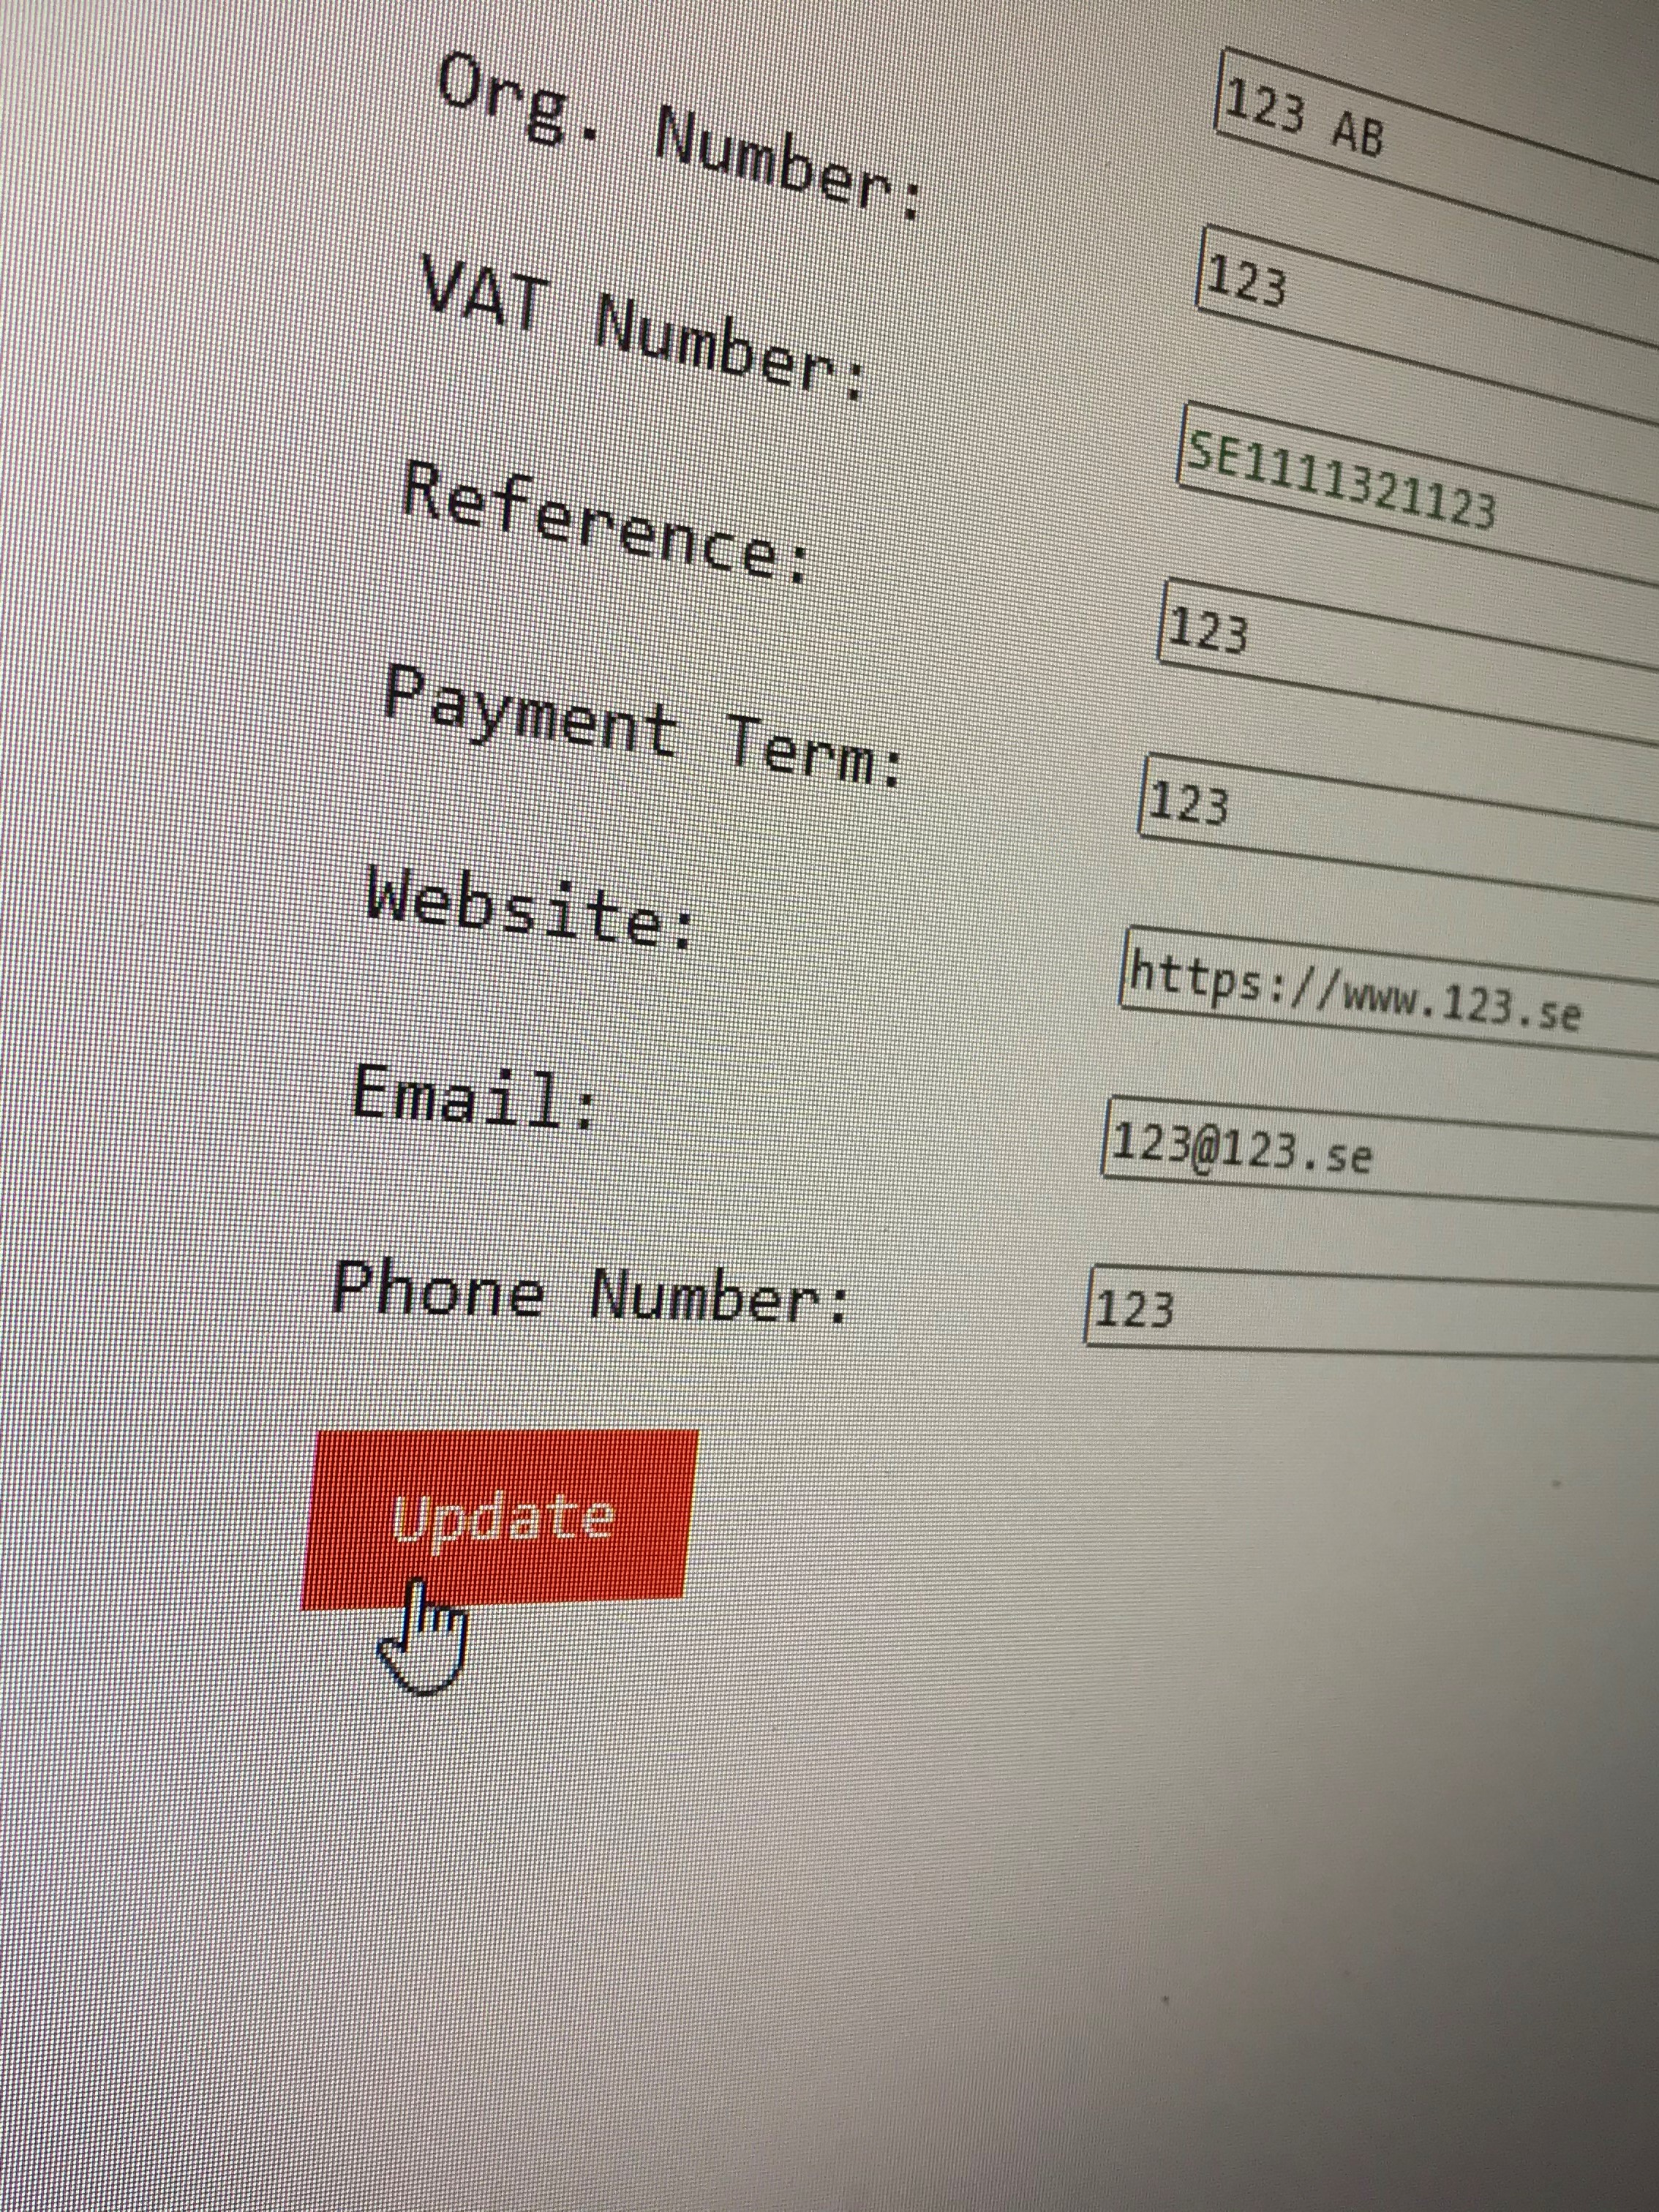 123 AB
Org. Number: 123
VAT Number: SE1111321123
Reference: 123
Payment Term: 123
Website: https://www.123.se
Email: 123@123.se
Phone Number: 123
Update